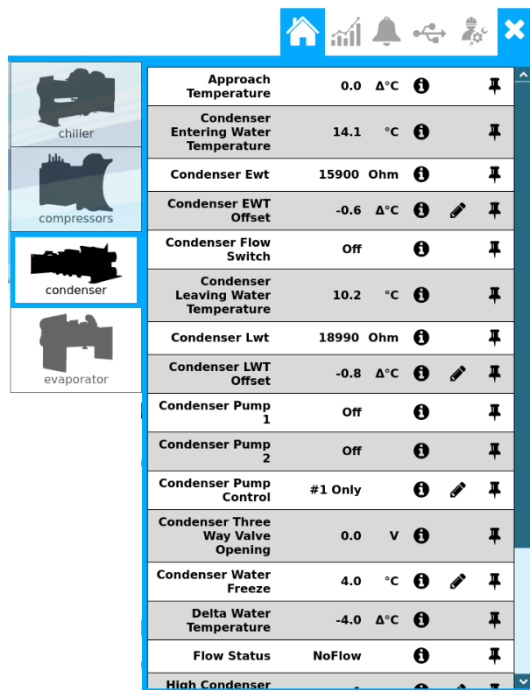 chiller
compressors
condenser
evaporator
Approach
Temperature
0.0 Δ°C
Condenser
Entering Water
Temperature
14.1 °C
Condenser Ewt
15900 Ohm
Condenser EWT
Offset
-0.6 Δ°C
Condenser Flow
Switch
Off
Condenser
Leaving Water
Temperature
10.2 °C
Condenser Lwt
18990 Ohm
Condenser LWT
Offset
-0.8 Δ°C
Condenser Pump
1
Off
Condenser Pump
2
Off
Condenser Pump
Control
#1 Only
Condenser Three
Way Valve
Opening
0.0 V
Condenser Water
Freeze
4.0 °C
Delta Water
Temperature
-4.0 Δ°C
Flow Status
NoFlow
High Condenser